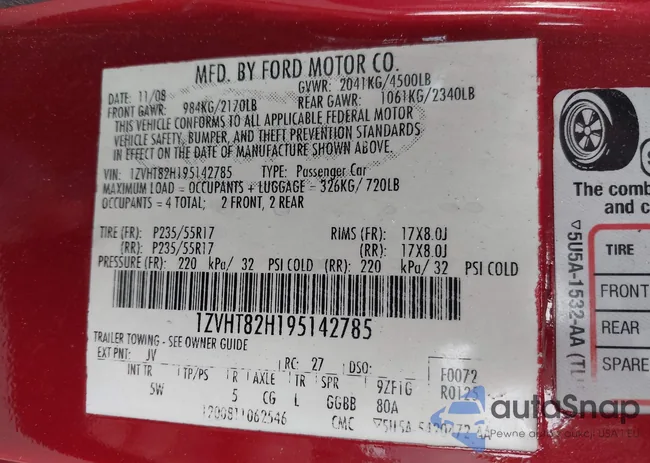 MFD. BY FORD MOTOR CO.
DATE: 11/08 GVWR: 2041KG/4500LB
FRONT GAWR: 984KG/2170LB REAR GAWR: 1061KG/2340LB
THIS VEHICLE CONFORMS TO ALL APPLICABLE FEDERAL MOTOR
VEHICLE SAFETY, BUMPER, AND THEFT PREVENTION STANDARDS
IN EFFECT ON THE DATE OF MANUFACTURE SHOWN ABOVE.
VIN: 1ZVHT82H195142785 TYPE: Passenger Car
MAXIMUM LOAD = OCCUPANTS + LUGGAGE = 326KG/720LB
OCCUPANTS = 4 TOTAL; 2 FRONT, 2 REAR
TIRE (FR): P235/55R17 RIMS (FR): 17X8.0J
(RR): P235/55R17 (RR): 17X8.0J
PRESSURE (FR): 220 kPa/ 32 PSI COLD (RR): 220 kPa/ 32 PSI COLD
1ZVHT82H195142785
TRAILER TOWING - SEE OWNER GUIDE
EXT PNT: JV RC: 27 DSO: F0072
INT TR TP/PS R AXLE TR SPR 9ZF1G R0125
5W 5 CG L GGBB 80A
1200811062546 CMC
The comb
and c
▽5U5A-1532-AA (TL
TIRE
FRONT
REAR
SPARE
autoSnap